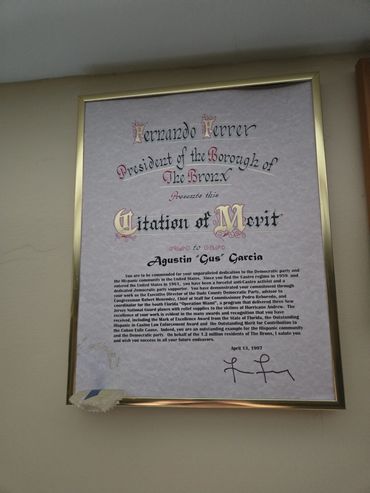 Fernando Ferrer
President of the Borough of
The Bronx
Presents this
Citation of Merit
to
Agustin "Gus" Garcia
You are to be commended for your unparalleled dedication to the Democratic party and
the Hispanic community in the United States. Since you fled the Castro regime in 1959 and
entered the United States in 1961, you have been a forceful anti-Castro activist and a
dedicated Democratic party supporter. You have demonstrated your commitment through
your work as the Executive Director of the Dade County Democratic Party, advisor to
Congressman Robert Menendez, Chief of Staff for Commissioner Pedro Reboredo, and
coordinator for the South Florida "Operation Miami", a program that delivered three New
Jersey National Guard planes with relief supplies to the victims of Hurricane Andrew. The
excellence of your work is evident in the many awards and recognition that you have
received, including the Mark of Excellence Award from the State of Florida, the Outstanding
Hispanic in Casino Law Enforcement Award and the Outstanding Merit for Contribution to
the Cuban Exile Cause. Indeed, you are an outstanding example for the Hispanic community
and the Democratic party. On behalf of the 1.2 million residents of The Bronx, I salute you
and wish you success in all your future endeavors.
April 13, 1997